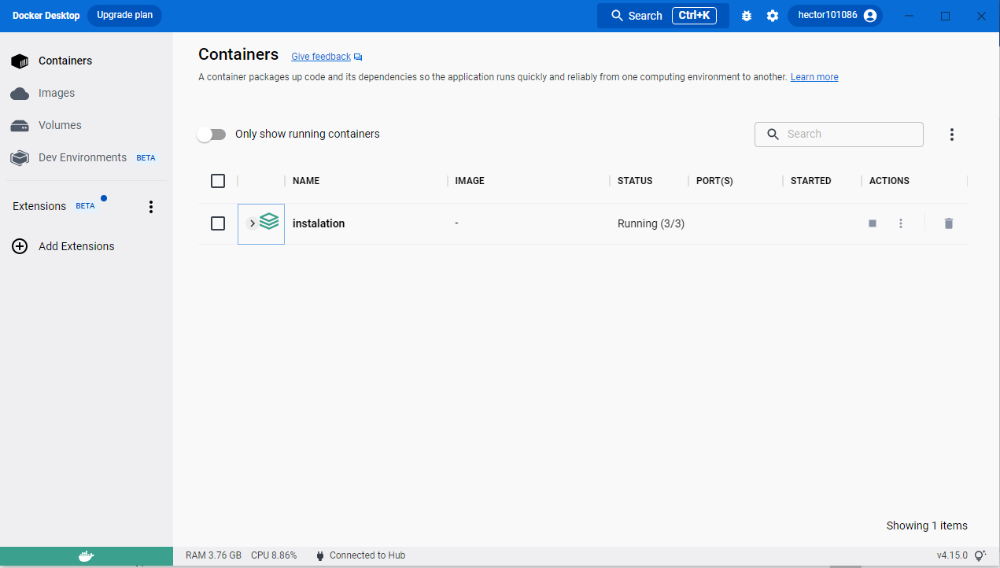 Docker Desktop Upgrade plan Search Ctrl+K hector101086
Containers
Images
Volumes
Dev Environments BETA
Extensions BETA
Add Extensions
Containers Give feedback
A container packages up code and its dependencies so the application runs quickly and reliably from one computing environment to another. Learn more
Only show running containers Search
NAME IMAGE STATUS PORT(S) STARTED ACTIONS
instalation - Running (3/3)
Showing 1 items
RAM 3.76 GB CPU 8.86% Connected to Hub v4.15.0